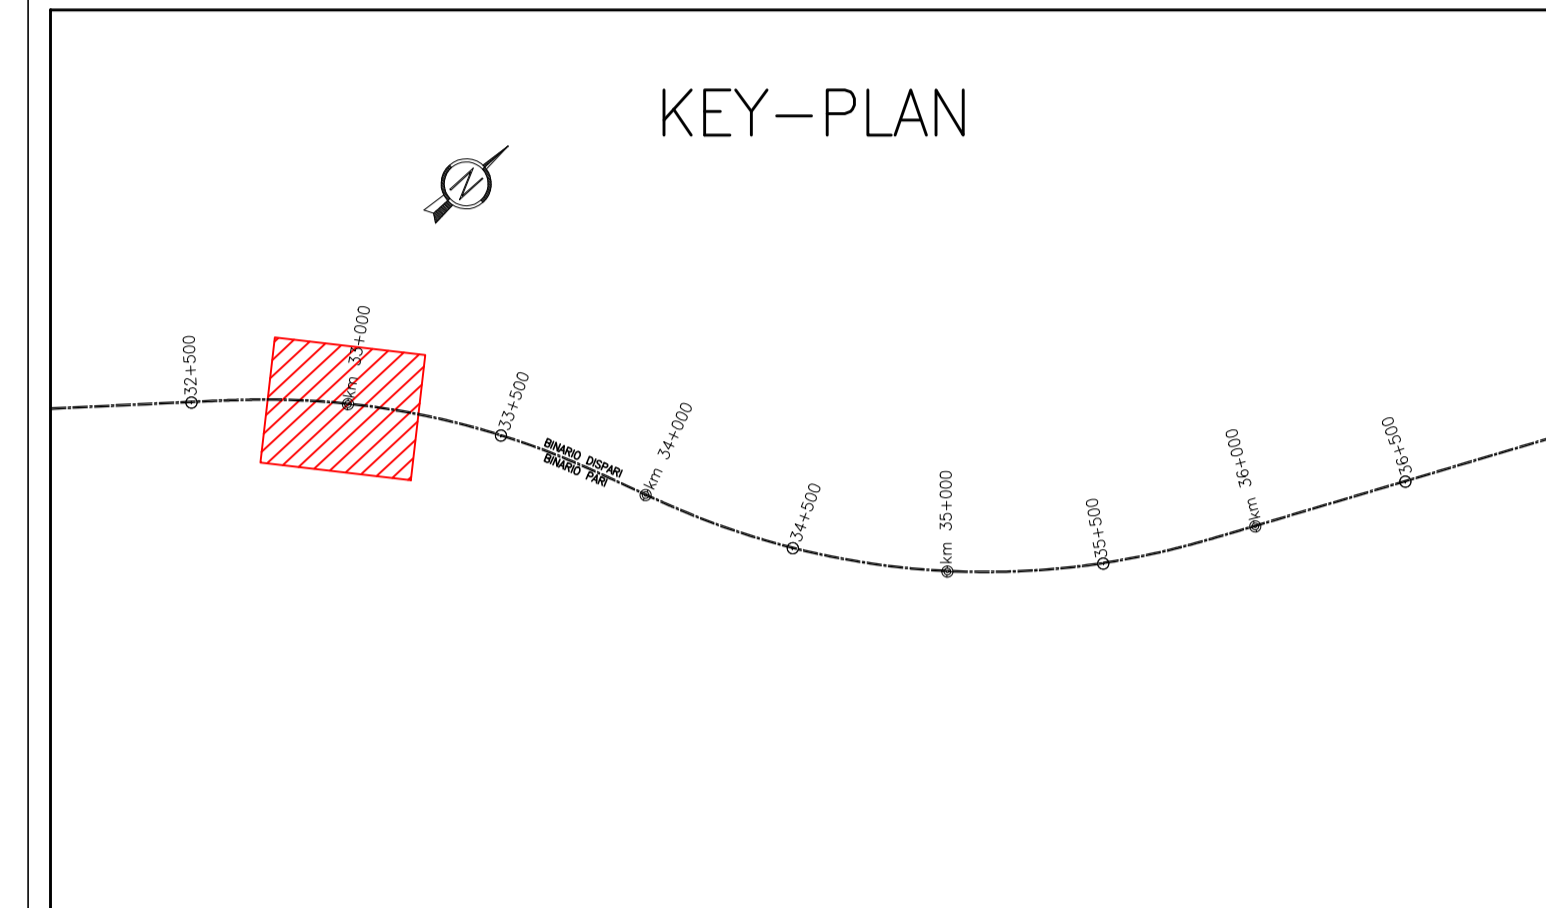 KEY-PLAN
N
32+500
km 33+000
33+500
BINARIO DISPARI
BINARIO PARI
km 34+000
34+500
km 35+000
35+500
km 36+000
36+500